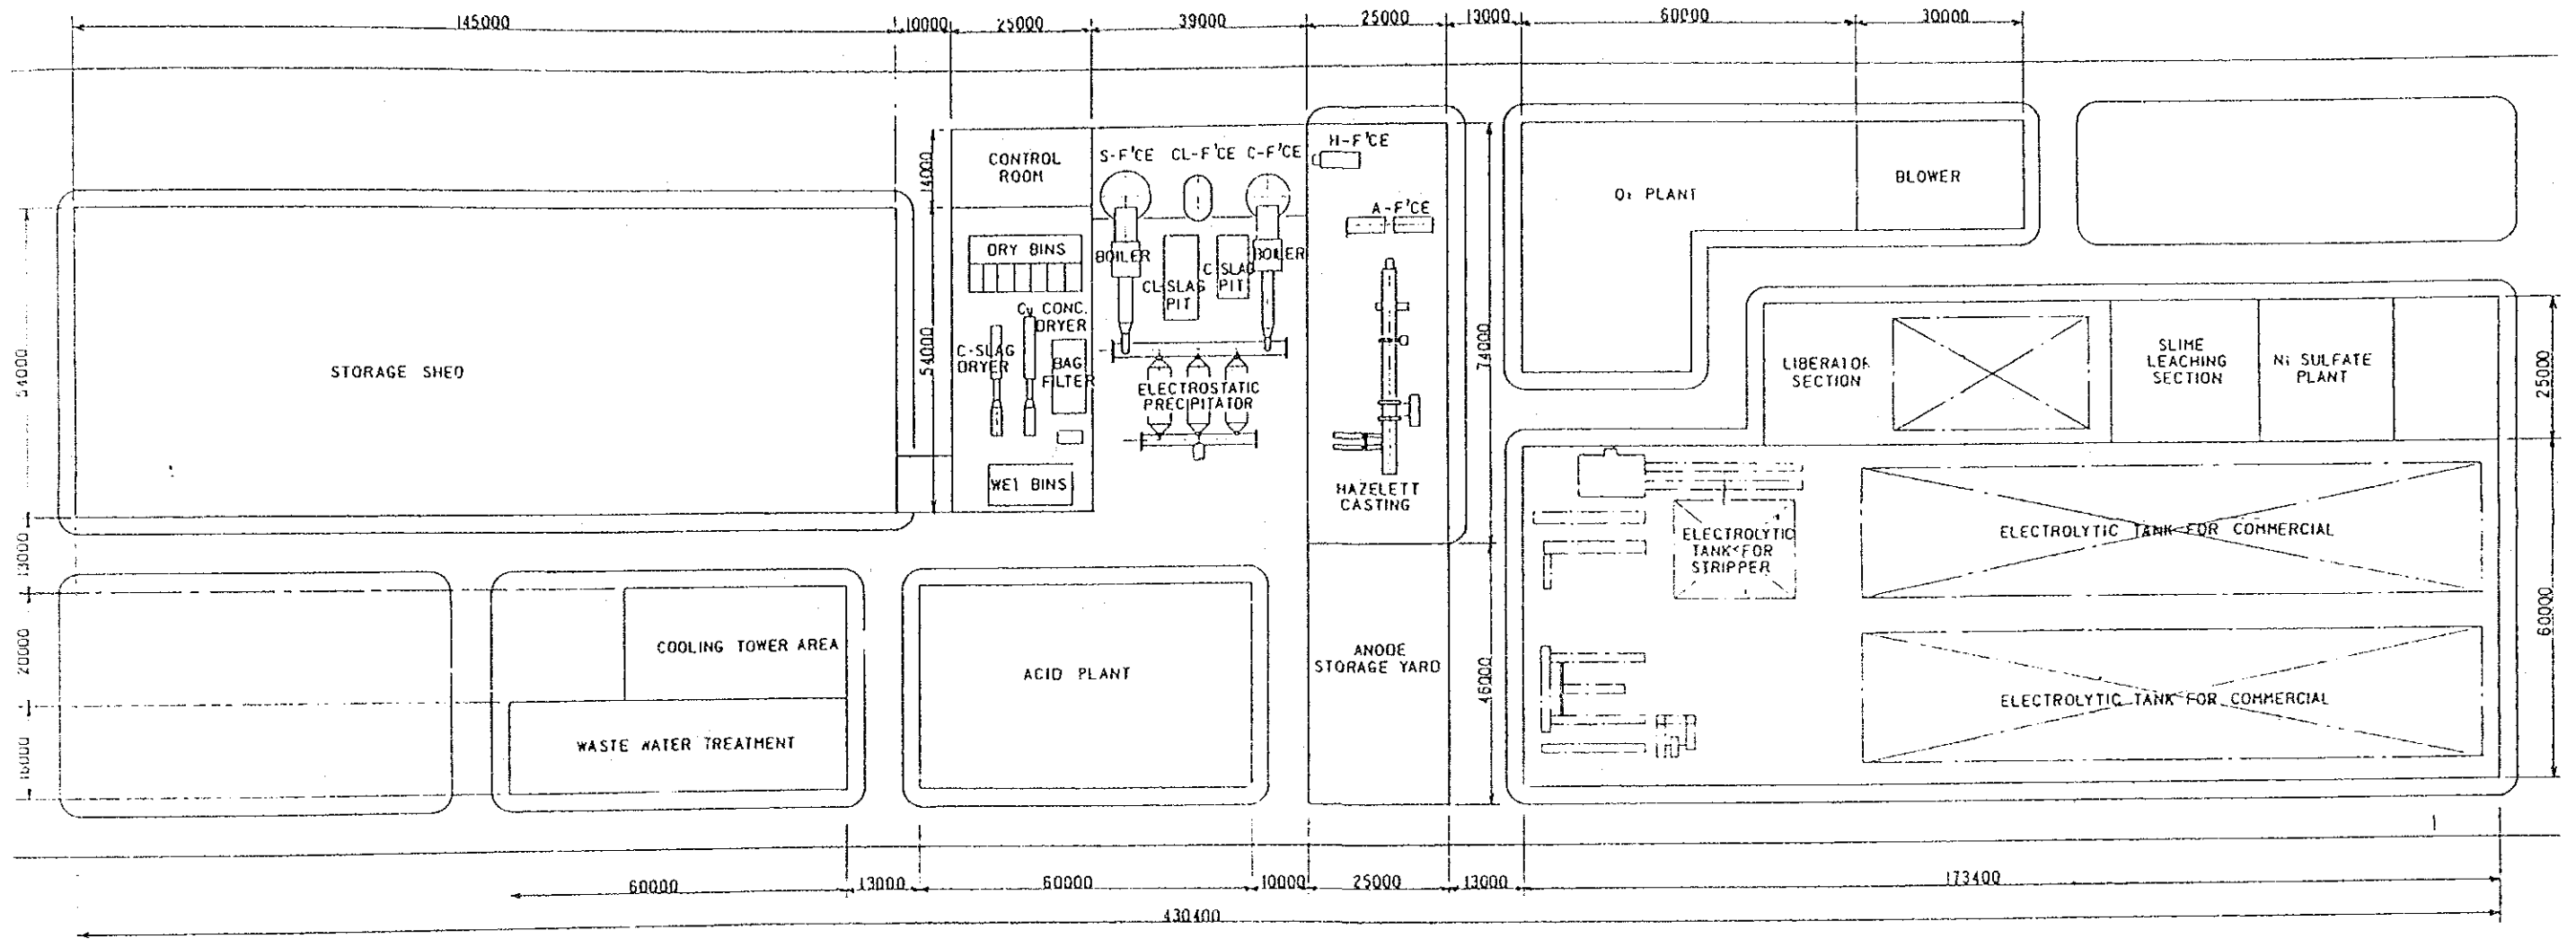 145000
10000
25000
39000
25000
13000
60000
30000
CONTROL
ROOM
S-F'CE
CL-F'CE
C-F'CE
H-F'CE
A-F'CE
O₂ PLANT
BLOWER
14000
54000
54000
STORAGE SHED
DRY BINS
BOILER
CL-SLAG
PIT
C SLAG
PIT
BOILER
Cu CONC.
DRYER
C-SLAG
DRYER
BAG
FILTER
ELECTROSTATIC
PRECIPITATOR
WET BINS
HAZELETT
CASTING
74000
LIBERATOR
SECTION
SLIME
LEACHING
SECTION
Ni SULFATE
PLANT
25000
ELECTROLYTIC
TANK FOR
STRIPPER
ELECTROLYTIC TANK FOR COMMERCIAL
60000
13000
20000
16000
COOLING TOWER AREA
WASTE WATER TREATMENT
ACID PLANT
ANODE
STORAGE YARD
46000
ELECTROLYTIC TANK FOR COMMERCIAL
60000
13000
60000
10000
25000
13000
173400
430400